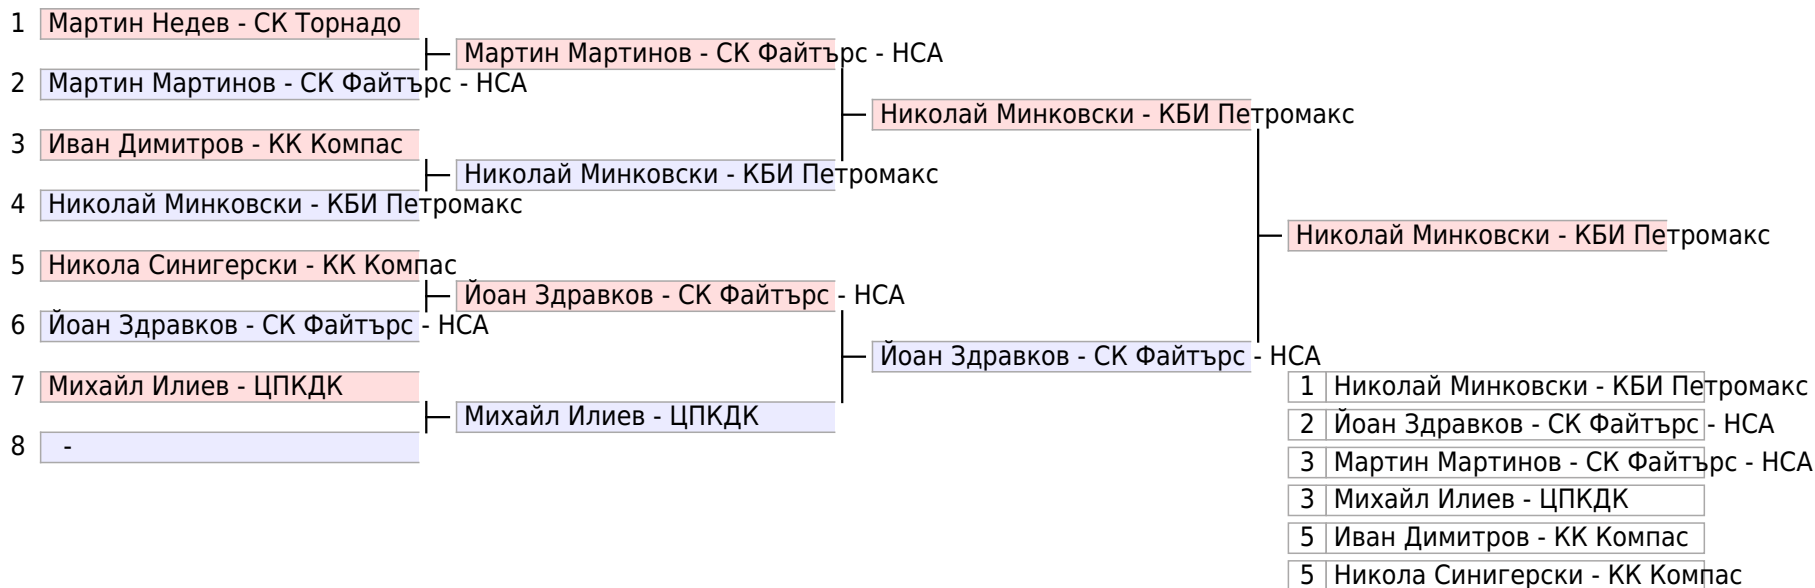 1 Мартин Недев - СК Торнадо
Мартин Мартинов - СК Файтърс - НСА
2 Мартин Мартинов - СК Файтърс - НСА
Николай Минковски - КБИ Петромакс
3 Иван Димитров - КК Компас
Николай Минковски - КБИ Петромакс
4 Николай Минковски - КБИ Петромакс
Николай Минковски - КБИ Петромакс
5 Никола Синигерски - КК Компас
Йоан Здравков - СК Файтърс - НСА
6 Йоан Здравков - СК Файтърс - НСА
Йоан Здравков - СК Файтърс - НСА
7 Михаил Илиев - ЦПКДК
Михаил Илиев - ЦПКДК
8 -
1 Николай Минковски - КБИ Петромакс
2 Йоан Здравков - СК Файтърс - НСА
3 Мартин Мартинов - СК Файтърс - НСА
3 Михаил Илиев - ЦПКДК
5 Иван Димитров - КК Компас
5 Никола Синигерски - КК Компас